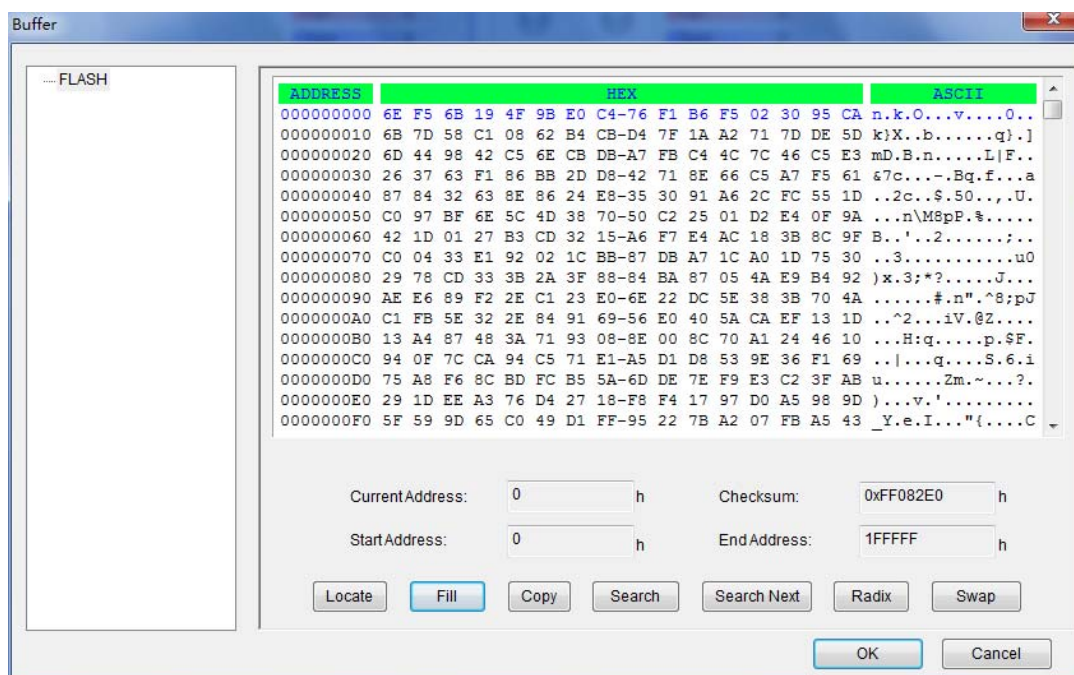 Buffer
FLASH
ADDRESS HEX ASCII
000000000 6E F5 6B 19 4F 9B E0 C4-76 F1 B6 F5 02 30 95 CA n.k.O...v....0..
000000010 6B 7D 58 C1 08 62 B4 CB-D4 7F 1A A2 71 7D DE 5D k}X..b......q}.]
000000020 6D 44 98 42 C5 6E CB DB-A7 FB C4 4C 7C 46 C5 E3 mD.B.n.....L|F..
000000030 26 37 63 F1 86 BB 2D D8-42 71 8E 66 C5 A7 F5 61 &7c...-.Bq.f...a
000000040 87 84 32 63 8E 86 24 E8-35 30 91 A6 2C FC 55 1D ..2c..$.50..,.U.
000000050 C0 97 BF 6E 5C 4D 38 70-50 C2 25 01 D2 E4 0F 9A ...n\M8pP.%.....
000000060 42 1D 01 27 B3 CD 32 15-A6 F7 E4 AC 18 3B 8C 9F B..'..2......;..
000000070 C0 04 33 E1 92 02 1C BB-87 DB A7 1C A0 1D 75 30 ..3...........u0
000000080 29 78 CD 33 3B 2A 3F 88-84 BA 87 05 4A E9 B4 92 )x.3;*?.....J...
000000090 AE E6 89 F2 2E C1 23 E0-6E 22 DC 5E 38 3B 70 4A ......#.n".^8;pJ
0000000A0 C1 FB 5E 32 2E 84 91 69-56 E0 40 5A CA EF 13 1D ..^2...iV.@Z....
0000000B0 13 A4 87 48 3A 71 93 08-8E 00 8C 70 A1 24 46 10 ...H:q.....p.$F.
0000000C0 94 0F 7C CA 94 C5 71 E1-A5 D1 D8 53 9E 36 F1 69 ..|...q....S.6.i
0000000D0 75 A8 F6 8C BD FC B5 5A-6D DE 7E F9 E3 C2 3F AB u......Zm.~...?.
0000000E0 29 1D EE A3 76 D4 27 18-F8 F4 17 97 D0 A5 98 9D )...v.'.........
0000000F0 5F 59 9D 65 C0 49 D1 FF-95 22 7B A2 07 FB A5 43 _Y.e.I..."{....C
Current Address: 0 h Checksum: 0xFF082E0 h
Start Address: 0 h End Address: 1FFFFF h
Locate Fill Copy Search Search Next Radix Swap
OK Cancel